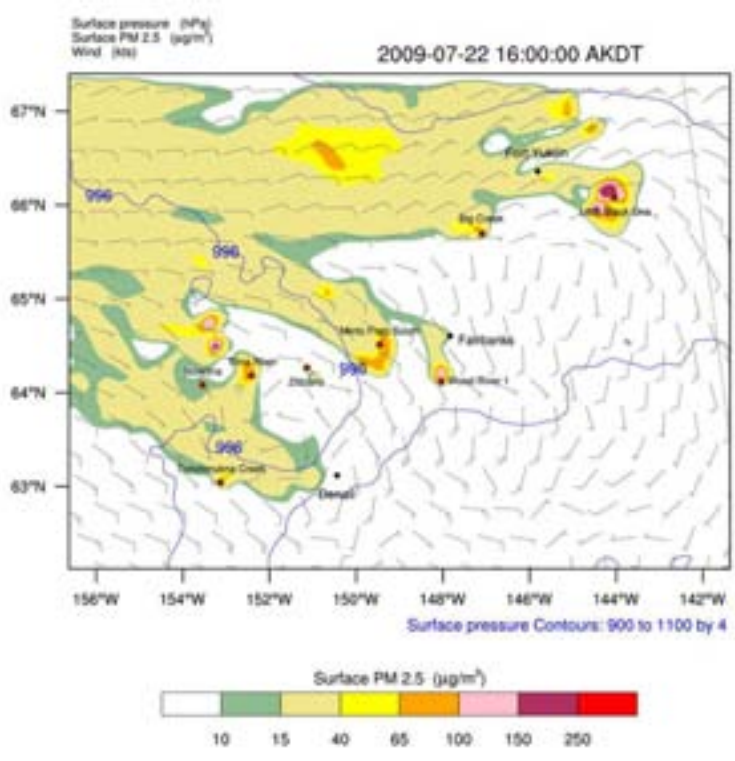 Surface pressure (hPa)
Surface PM 2.5 (μg/m³)
Wind (kts)
2009-07-22 16:00:00 AKDT
67°N
66°N
65°N
64°N
63°N
Fort Yukon
996
Big Creek
996
Fairbanks
996
Wood River 1
996
Denali
156°W 154°W 152°W 150°W 148°W 146°W 144°W 142°W
Surface pressure Contours: 900 to 1100 by 4
Surface PM 2.5 (μg/m³)
10 15 40 65 100 150 250